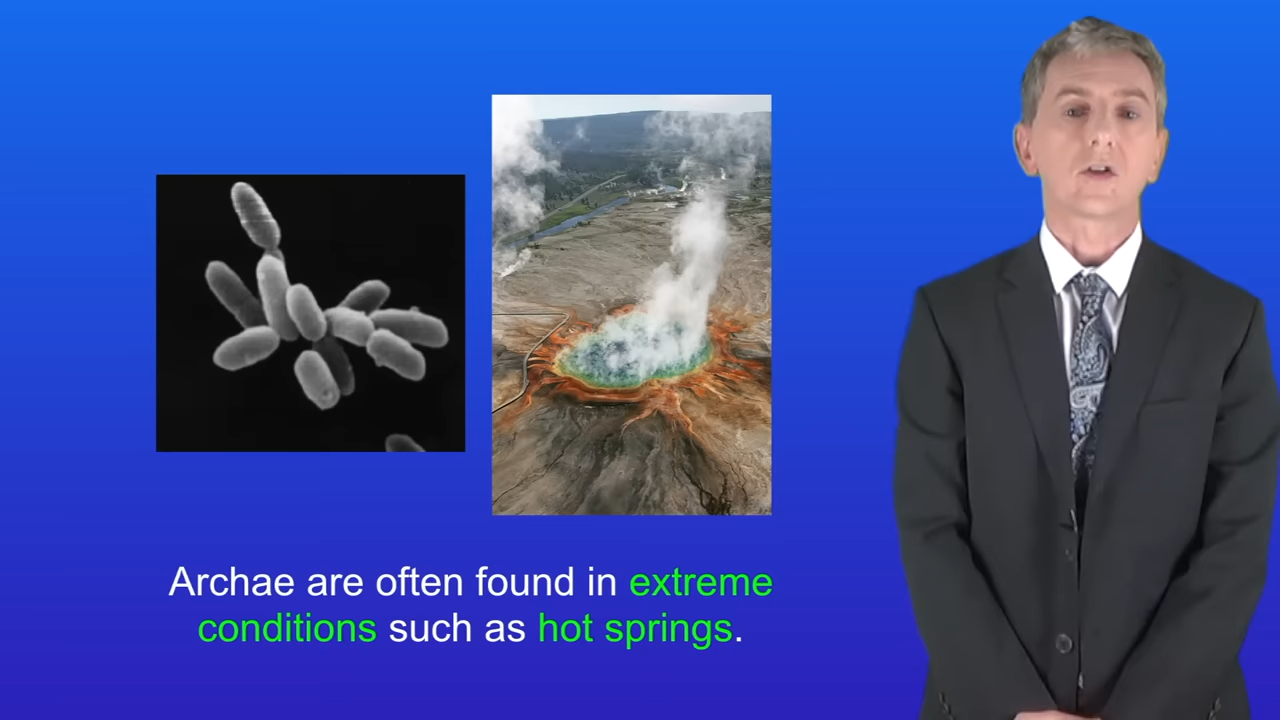 Archae are often found in extreme
conditions such as hot springs.